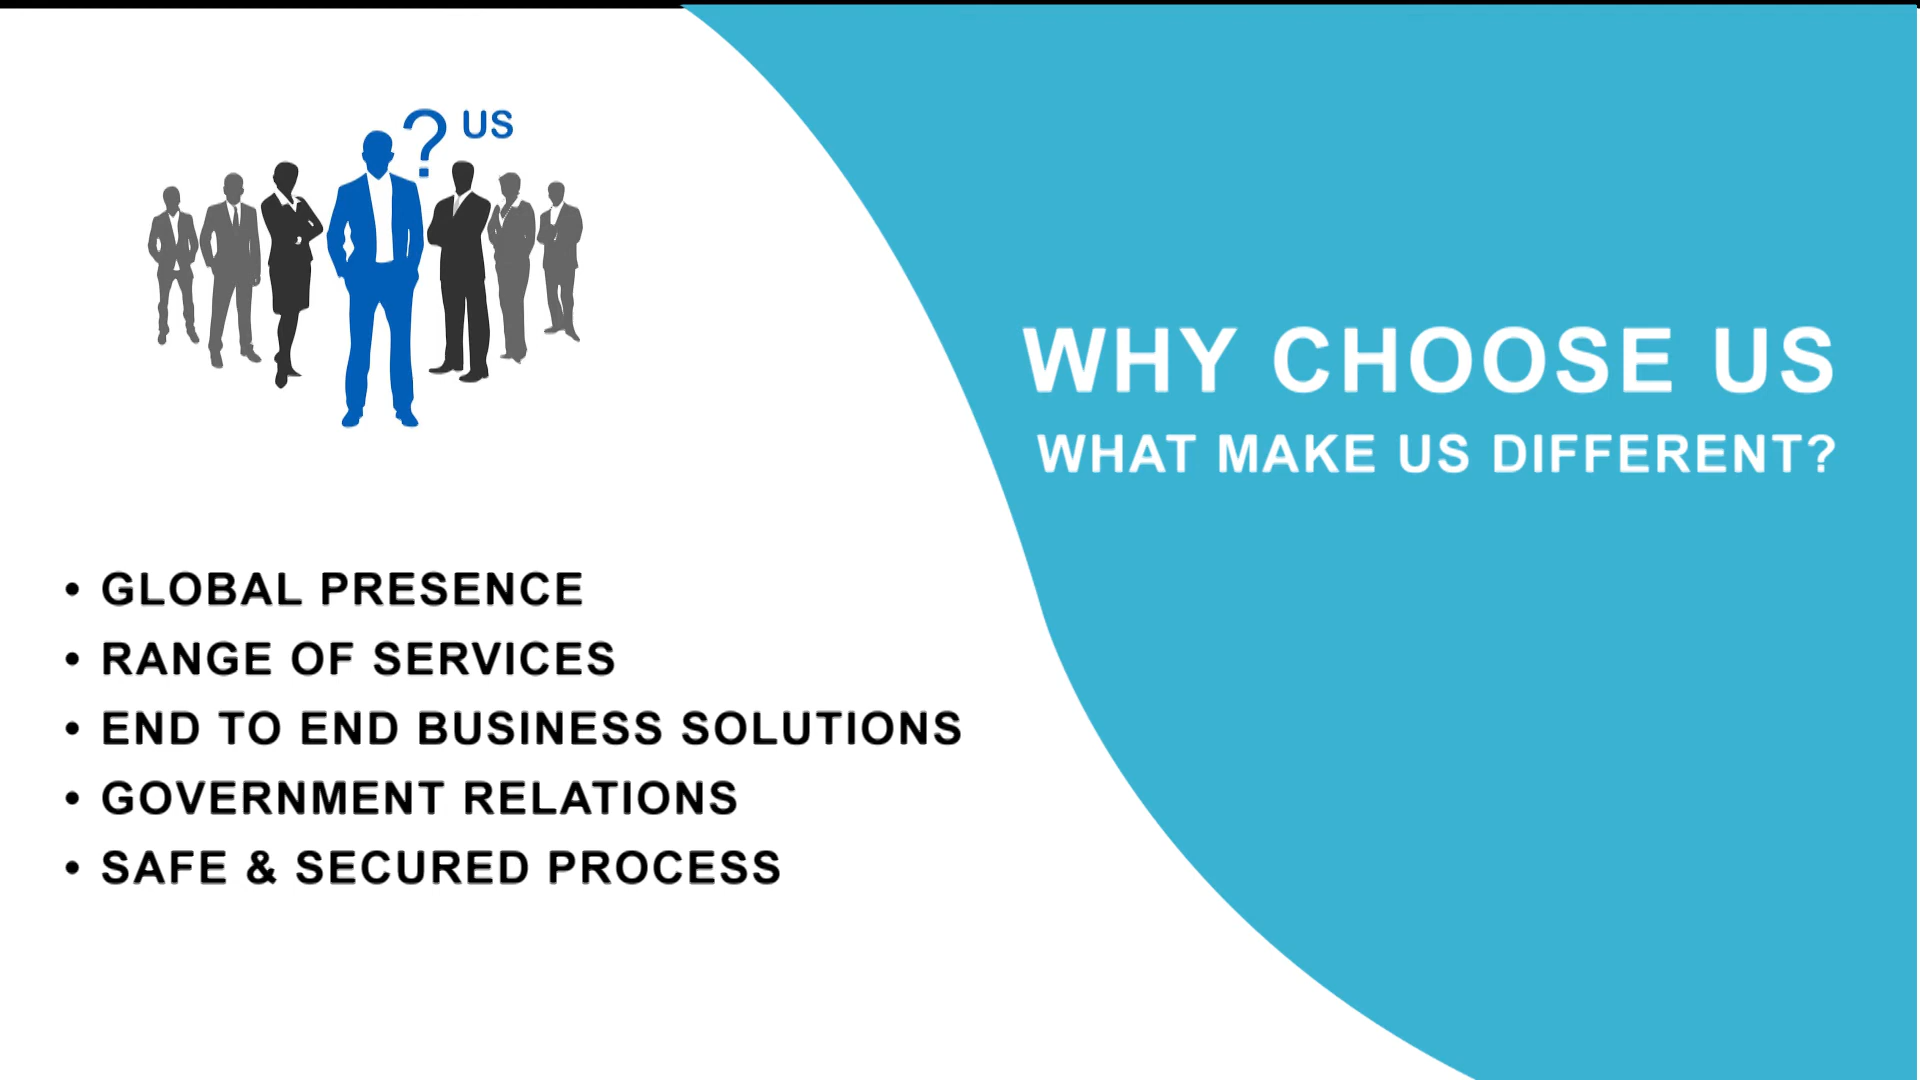 ? US
WHY CHOOSE US
WHAT MAKE US DIFFERENT?
• GLOBAL PRESENCE
• RANGE OF SERVICES
• END TO END BUSINESS SOLUTIONS
• GOVERNMENT RELATIONS
• SAFE & SECURED PROCESS